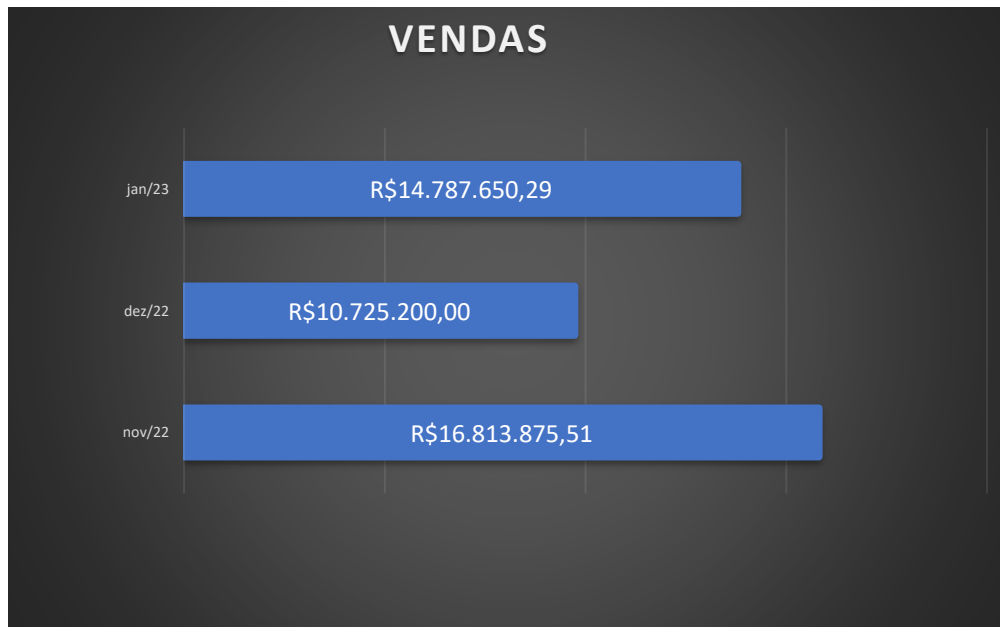 VENDAS
jan/23
R$14.787.650,29
dez/22
R$10.725.200,00
nov/22
R$16.813.875,51